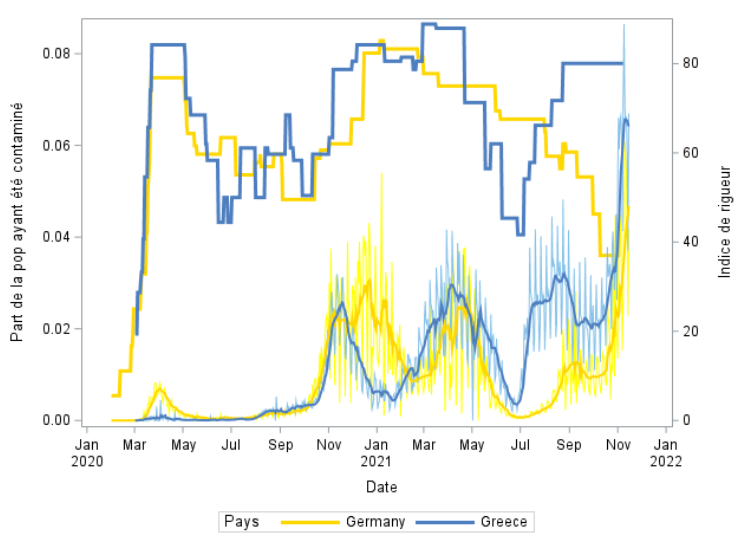 0.08
0.06
0.04
0.02
0.00
Part de la pop ayant été contaminé
80
60
40
20
0
Indice de rigueur
Jan Mar May Jul Sep Nov Jan Mar May Jul Sep Nov Jan
2020 2021 2022
Date
Pays Germany Greece